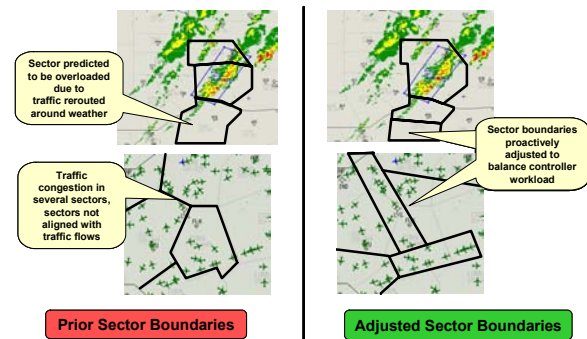 Sector predicted
to be overloaded
due to
traffic rerouted
around weather
Traffic
congestion in
several sectors,
sectors not
aligned with
traffic flows
Prior Sector Boundaries
Sector boundaries
proactively
adjusted to
balance controller
workload
Adjusted Sector Boundaries